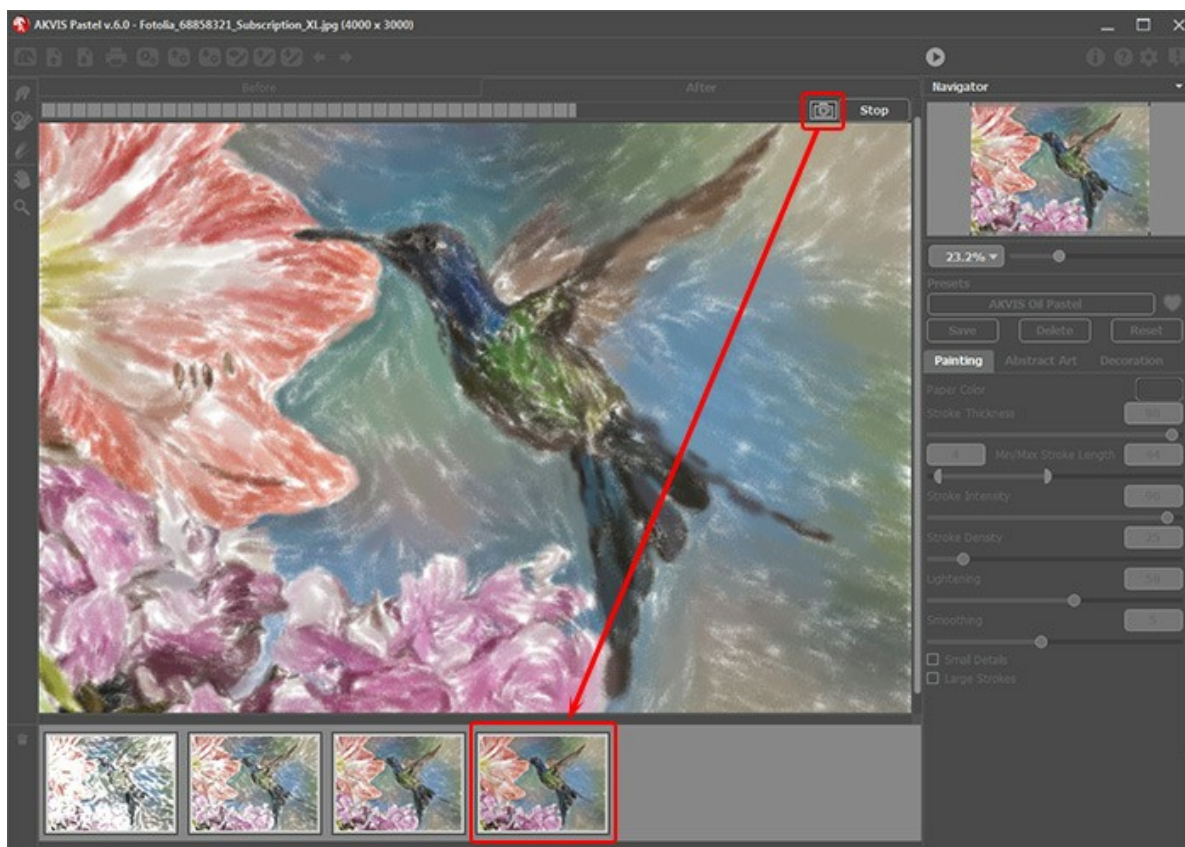 AKVIS Pastel v.6.0 - Fotolia_68858321_Subscription_XL.jpg (4000 x 3000)
Before
After
Stop
Navigator
23.2%
Presets
AKVIS Oil Pastel
Save Delete Reset
Painting Abstract Art Decoration
Paper Color
Stroke Thickness 98
4 Min/Max Stroke Length 64
Stroke Intensity 98
Stroke Density 25
Lightening 50
Smoothing 5
Small Details
Large Strokes